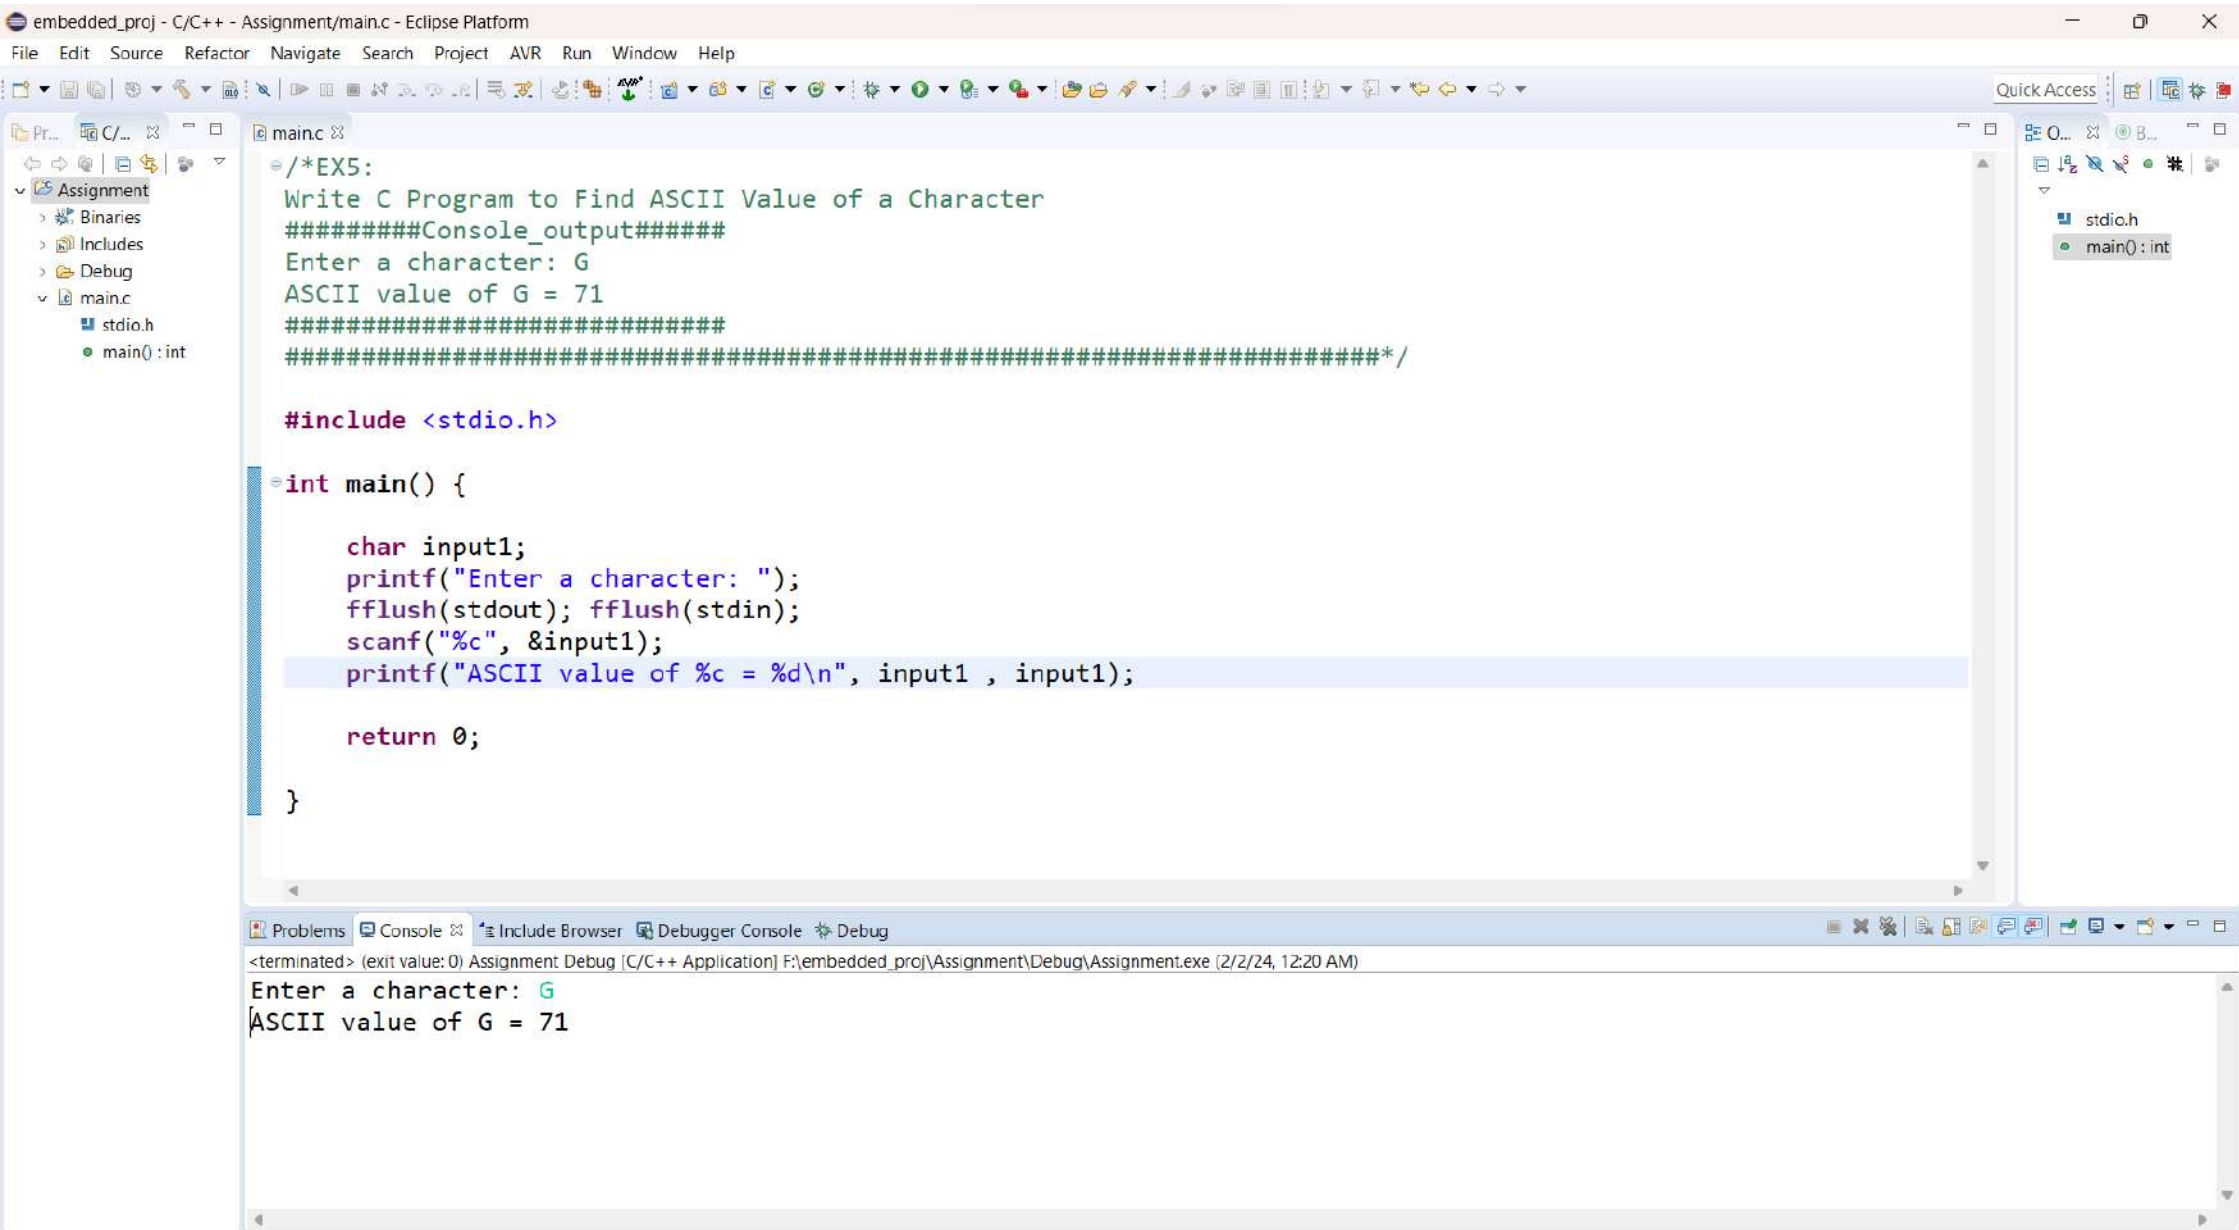 embedded_proj - C/C++ - Assignment/main.c - Eclipse Platform
File Edit Source Refactor Navigate Search Project AVR Run Window Help
Quick Access
Pr...
C/...
Assignment
Binaries
Includes
Debug
main.c
stdio.h
main() : int
main.c
/*EX5:
Write C Program to Find ASCII Value of a Character
#########Console_output######
Enter a character: G
ASCII value of G = 71
#############################
########################################################################*/
#include <stdio.h>
int main() {
char input1;
printf("Enter a character: ");
fflush(stdout); fflush(stdin);
scanf("%c", &input1);
printf("ASCII value of %c = %d\n", input1 , input1);
return 0;
}
O...
B...
stdio.h
main() : int
Problems Console Include Browser Debugger Console Debug
<terminated> (exit value: 0) Assignment Debug [C/C++ Application] F:\embedded_proj\Assignment\Debug\Assignment.exe (2/2/24, 12:20 AM)
Enter a character: G
ASCII value of G = 71